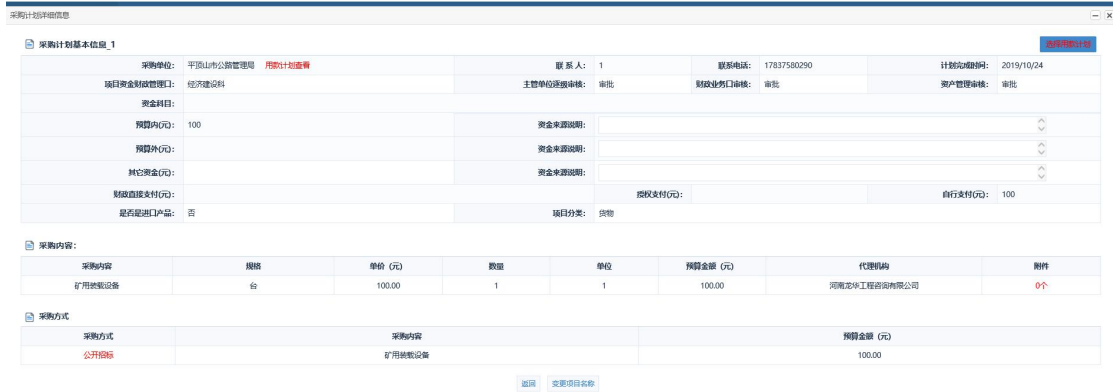 采购计划详细信息
采购计划基本信息_1 选择用款计划
采购单位： 平顶山市公路管理局 用款计划查看 联系人： 1 联系电话： 17837580290 计划完成时间： 2019/10/24
项目资金财政管理口： 经济建设科 主管单位逐级审核： 审批 财政业务口审核： 审批 资产管理审核： 审批
资金科目：
预算内(元)： 100 资金来源说明：
预算外(元)： 资金来源说明：
其它资金(元)： 资金来源说明：
财政直接支付(元)： 授权支付(元)： 自行支付(元)： 100
是否是进口产品： 否 项目分类： 货物
采购内容：
采购内容 规格 单价（元） 数量 单位 预算金额（元） 代理机构 附件
矿用装载设备 台 100.00 1 1 100.00 河南龙华工程咨询有限公司 0个
采购方式
采购方式 采购内容 预算金额（元）
公开招标 矿用装载设备 100.00
返回 变更项目名称